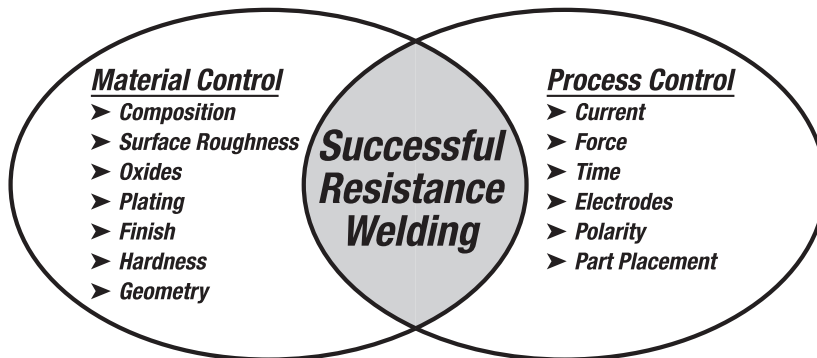 Material Control
➤ Composition
➤ Surface Roughness
➤ Oxides
➤ Plating
➤ Finish
➤ Hardness
➤ Geometry
Successful
Resistance
Welding
Process Control
➤ Current
➤ Force
➤ Time
➤ Electrodes
➤ Polarity
➤ Part Placement